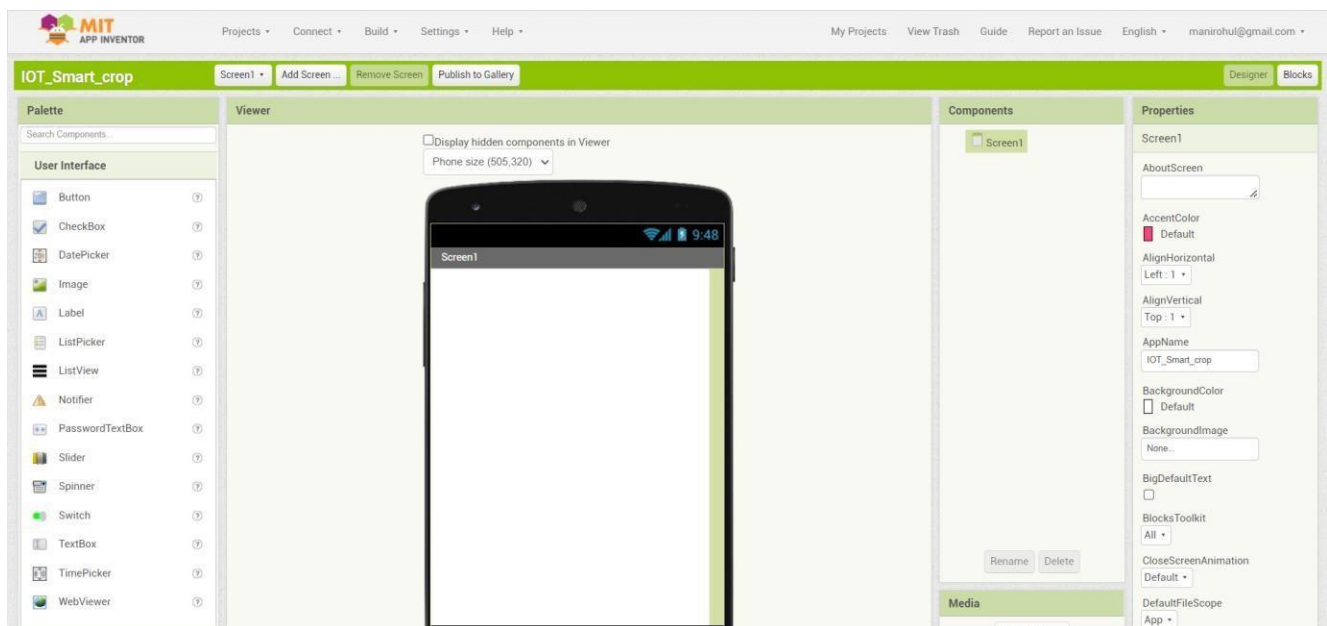 MIT
APP INVENTOR
Projects Connect Build Settings Help My Projects View Trash Guide Report an Issue English manirohul@gmail.com
IOT_Smart_crop Screen1 Add Screen ... Remove Screen Publish to Gallery Designer Blocks
Palette
Search Components...
User Interface
Button
CheckBox
DatePicker
Image
Label
ListPicker
ListView
Notifier
PasswordTextBox
Slider
Spinner
Switch
TextBox
TimePicker
WebViewer
Viewer
Display hidden components in Viewer
Phone size (505,320)
9:48
Screen1
Components
Screen1
Rename Delete
Media
Properties
Screen1
AboutScreen
AccentColor
Default
AlignHorizontal
Left : 1
AlignVertical
Top : 1
AppName
IOT_Smart_crop
BackgroundColor
Default
BackgroundImage
None...
BigDefaultText
BlocksToolkit
All
CloseScreenAnimation
Default
DefaultFileScope
App